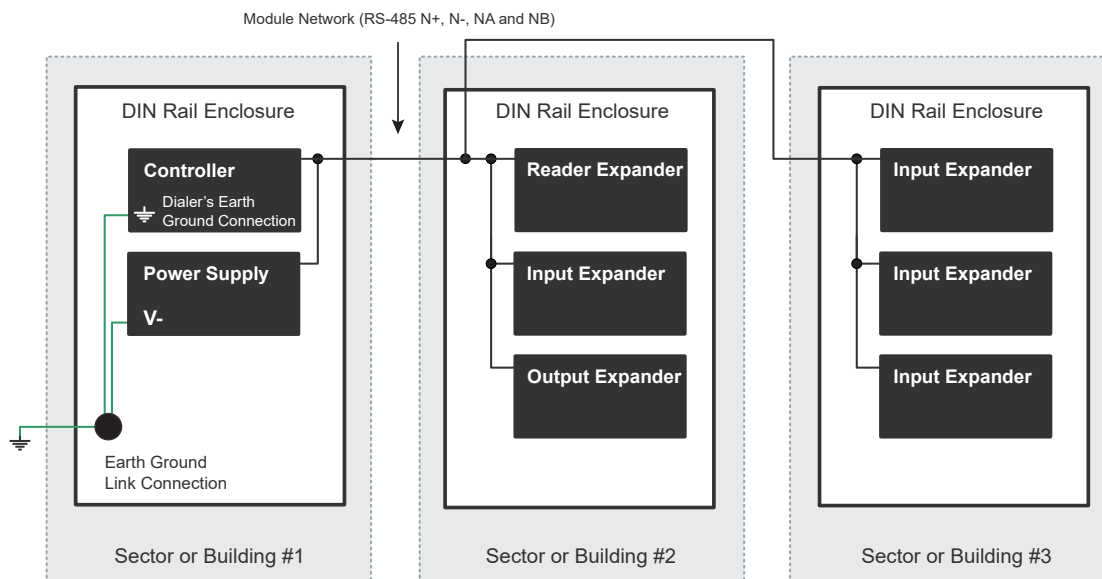 Module Network (RS-485 N+, N-, NA and NB)
DIN Rail Enclosure
Controller
Dialer's Earth
Ground Connection
Power Supply
V-
Earth Ground
Link Connection
Sector or Building #1
DIN Rail Enclosure
Reader Expander
Input Expander
Output Expander
Sector or Building #2
DIN Rail Enclosure
Input Expander
Input Expander
Input Expander
Sector or Building #3